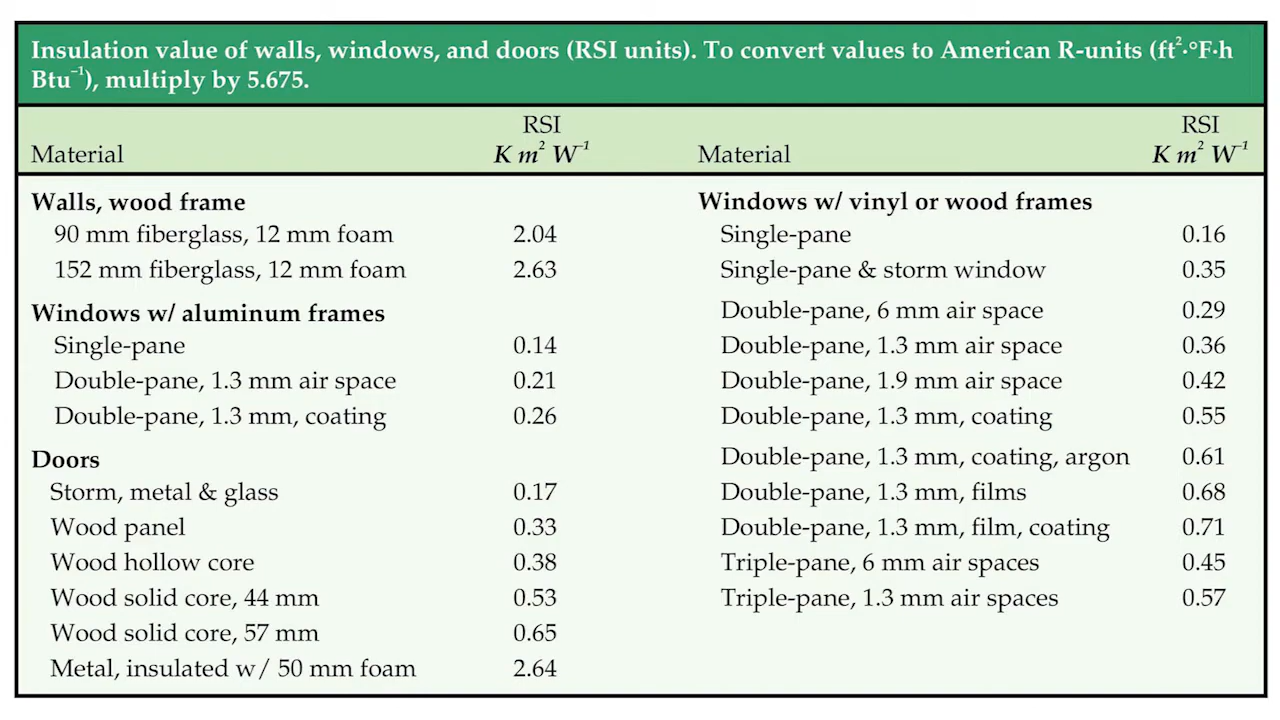 Insulation value of walls, windows, and doors (RSI units). To convert values to American R-units (ft²·°F·h
Btu⁻¹), multiply by 5.675.
RSI
Material K m² W⁻¹
Walls, wood frame
90 mm fiberglass, 12 mm foam 2.04
152 mm fiberglass, 12 mm foam 2.63
Windows w/ aluminum frames
Single-pane 0.14
Double-pane, 1.3 mm air space 0.21
Double-pane, 1.3 mm, coating 0.26
Doors
Storm, metal & glass 0.17
Wood panel 0.33
Wood hollow core 0.38
Wood solid core, 44 mm 0.53
Wood solid core, 57 mm 0.65
Metal, insulated w/ 50 mm foam 2.64
RSI
Material K m² W⁻¹
Windows w/ vinyl or wood frames
Single-pane 0.16
Single-pane & storm window 0.35
Double-pane, 6 mm air space 0.29
Double-pane, 1.3 mm air space 0.36
Double-pane, 1.9 mm air space 0.42
Double-pane, 1.3 mm, coating 0.55
Double-pane, 1.3 mm, coating, argon 0.61
Double-pane, 1.3 mm, films 0.68
Double-pane, 1.3 mm, film, coating 0.71
Triple-pane, 6 mm air spaces 0.45
Triple-pane, 1.3 mm air spaces 0.57